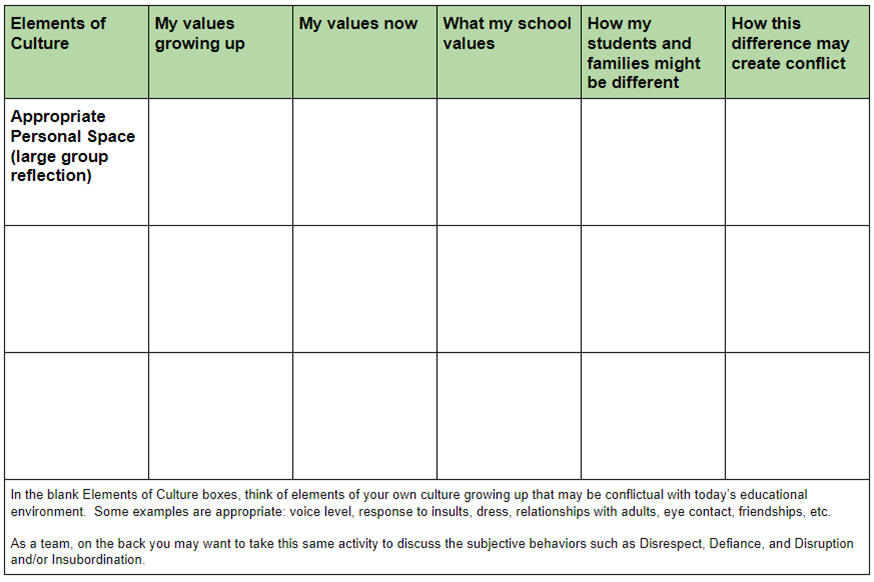 Elements of
Culture
My values
growing up
My values now
What my school
values
How my
students and
families might
be different
How this
difference may
create conflict
Appropriate
Personal Space
(large group
reflection)
In the blank Elements of Culture boxes, think of elements of your own culture growing up that may be conflictual with today's educational
environment.  Some examples are appropriate: voice level, response to insults, dress, relationships with adults, eye contact, friendships, etc.
As a team, on the back you may want to take this same activity to discuss the subjective behaviors such as Disrespect, Defiance, and Disruption
and/or Insubordination.